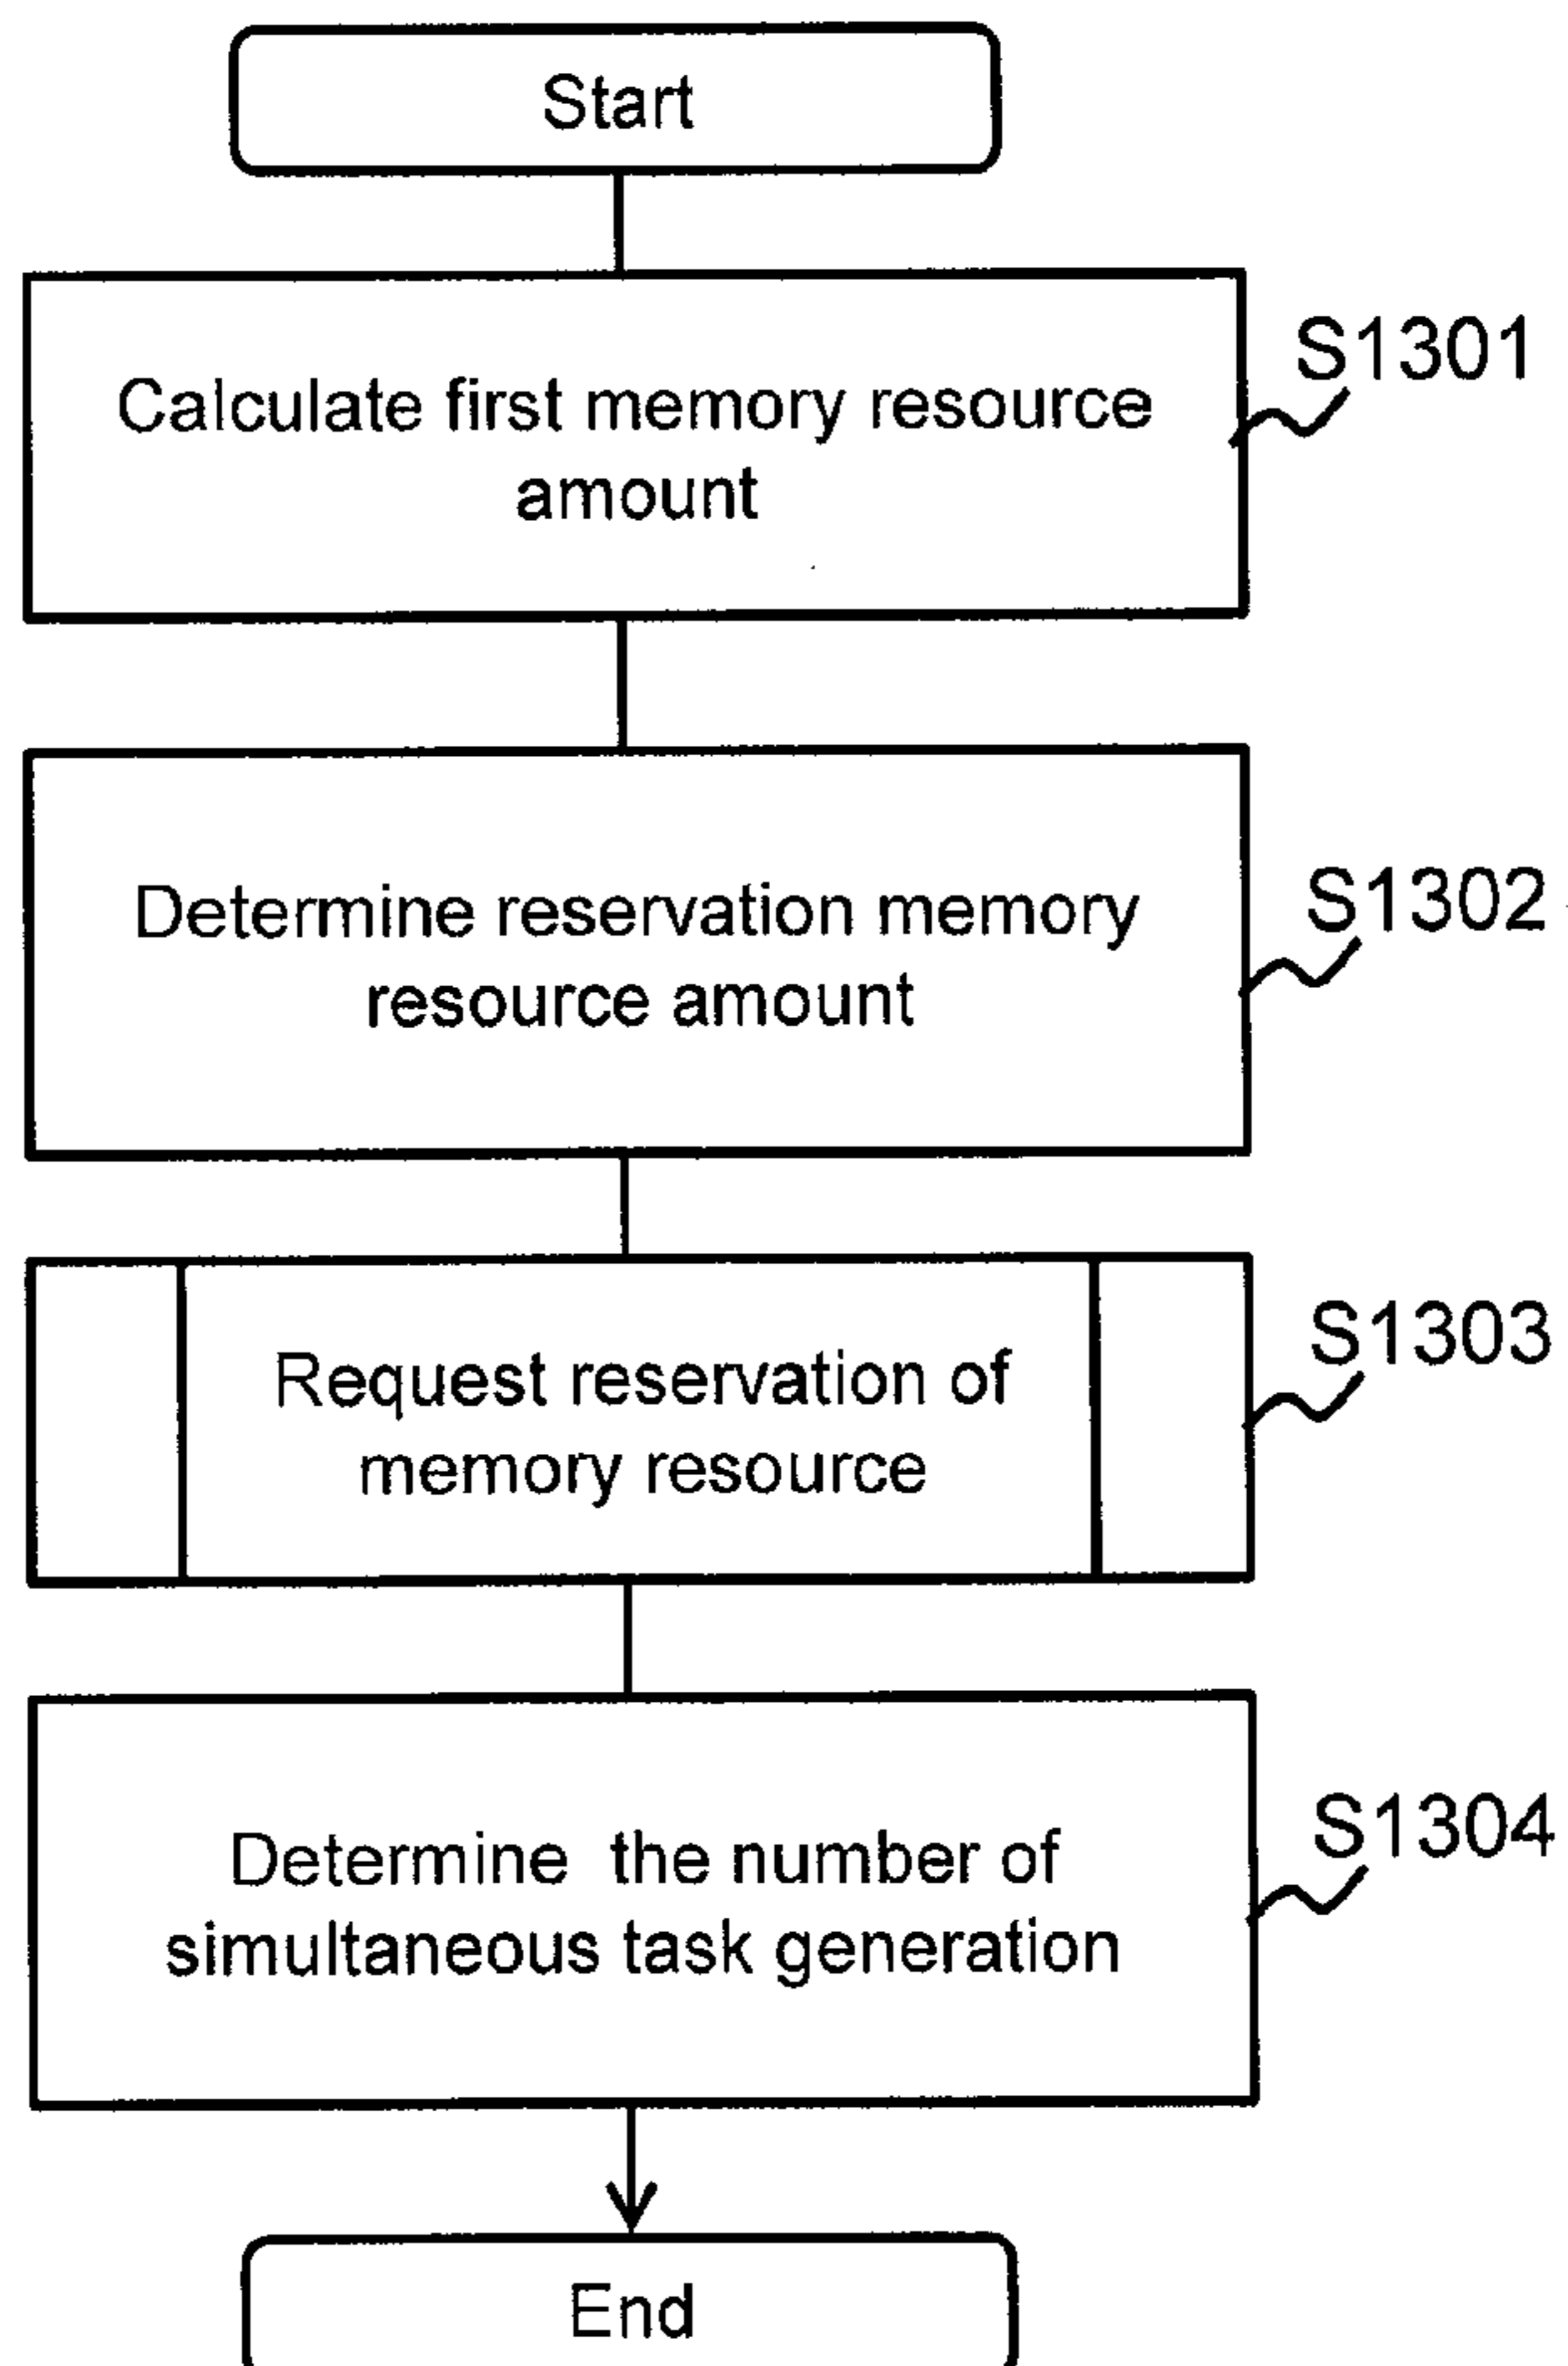 Start
S1301
Calculate first memory resource
amount
S1302
Determine reservation memory
resource amount
S1303
Request reservation of
memory resource
S1304
Determine the number of
simultaneous task generation
End